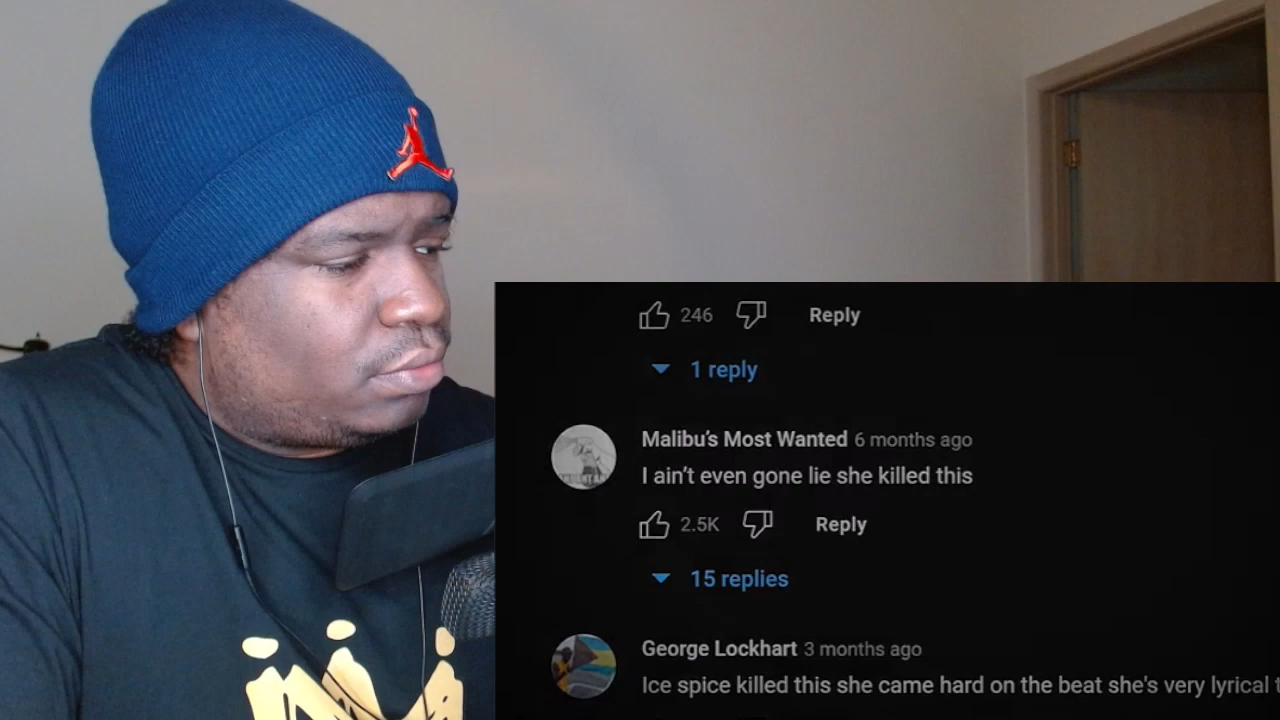 246 Reply
1 reply
Malibu's Most Wanted 6 months ago
I ain't even gone lie she killed this
2.5K Reply
15 replies
George Lockhart 3 months ago
Ice spice killed this she came hard on the beat she's very lyrical